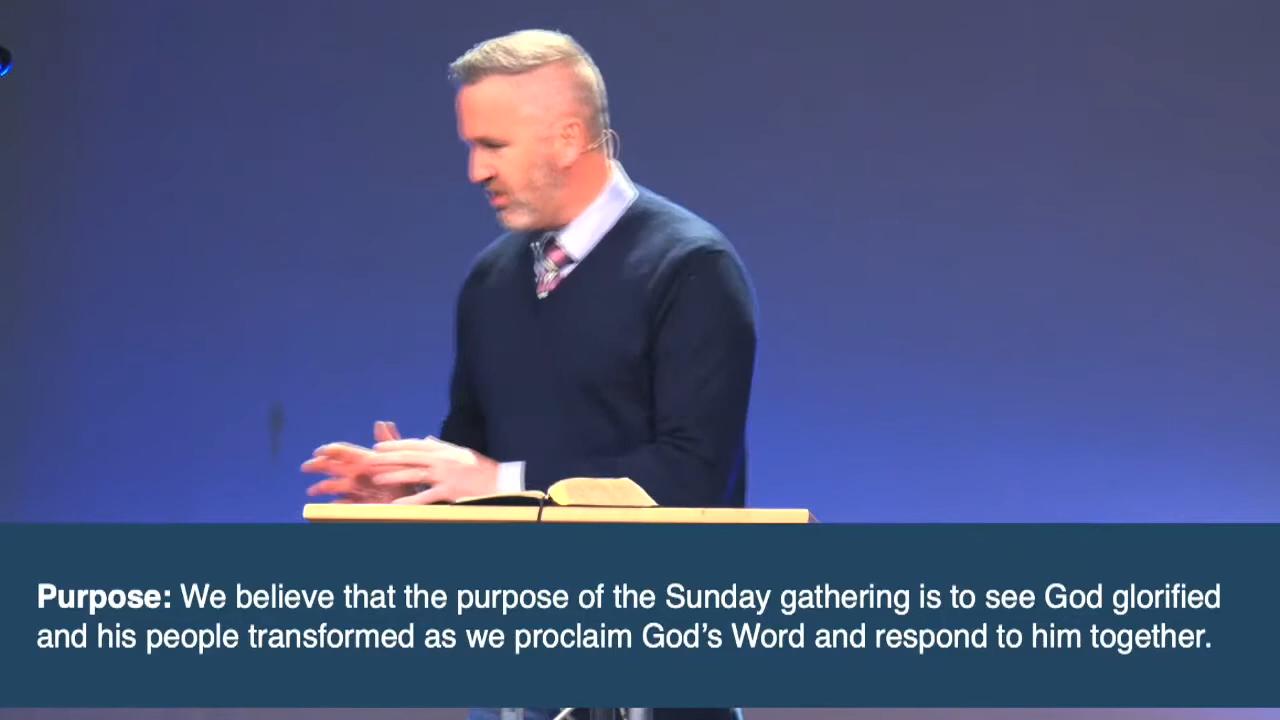 Purpose: We believe that the purpose of the Sunday gathering is to see God glorified
and his people transformed as we proclaim God’s Word and respond to him together.